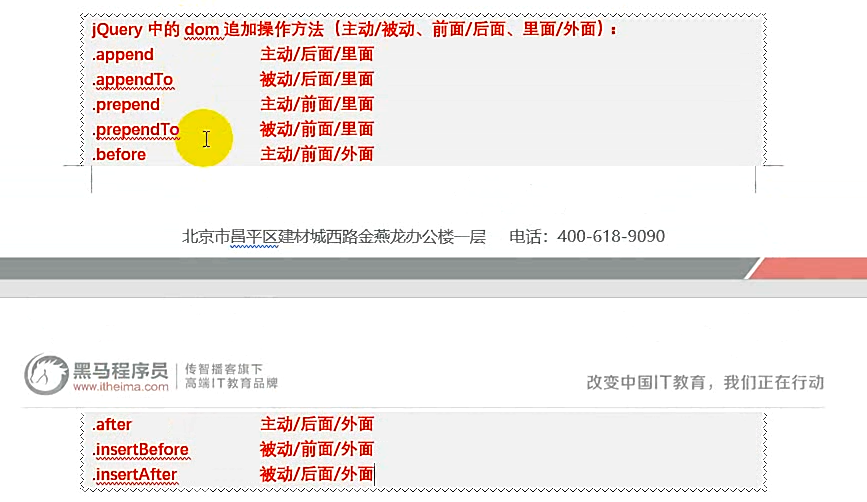 jQuery 中的 dom 追加操作方法（主动/被动、前面/后面、里面/外面）:
.append 主动/后面/里面
.appendTo 被动/后面/里面
.prepend 主动/前面/里面
.prependTo 被动/前面/里面
.before 主动/前面/外面
北京市昌平区建材城西路金燕龙办公楼一层 电话：400-618-9090
黑马程序员
www.itheima.com
传智播客旗下
高端IT教育品牌
改变中国IT教育，我们正在行动
.after 主动/后面/外面
.insertBefore 被动/前面/外面
.insertAfter 被动/后面/外面